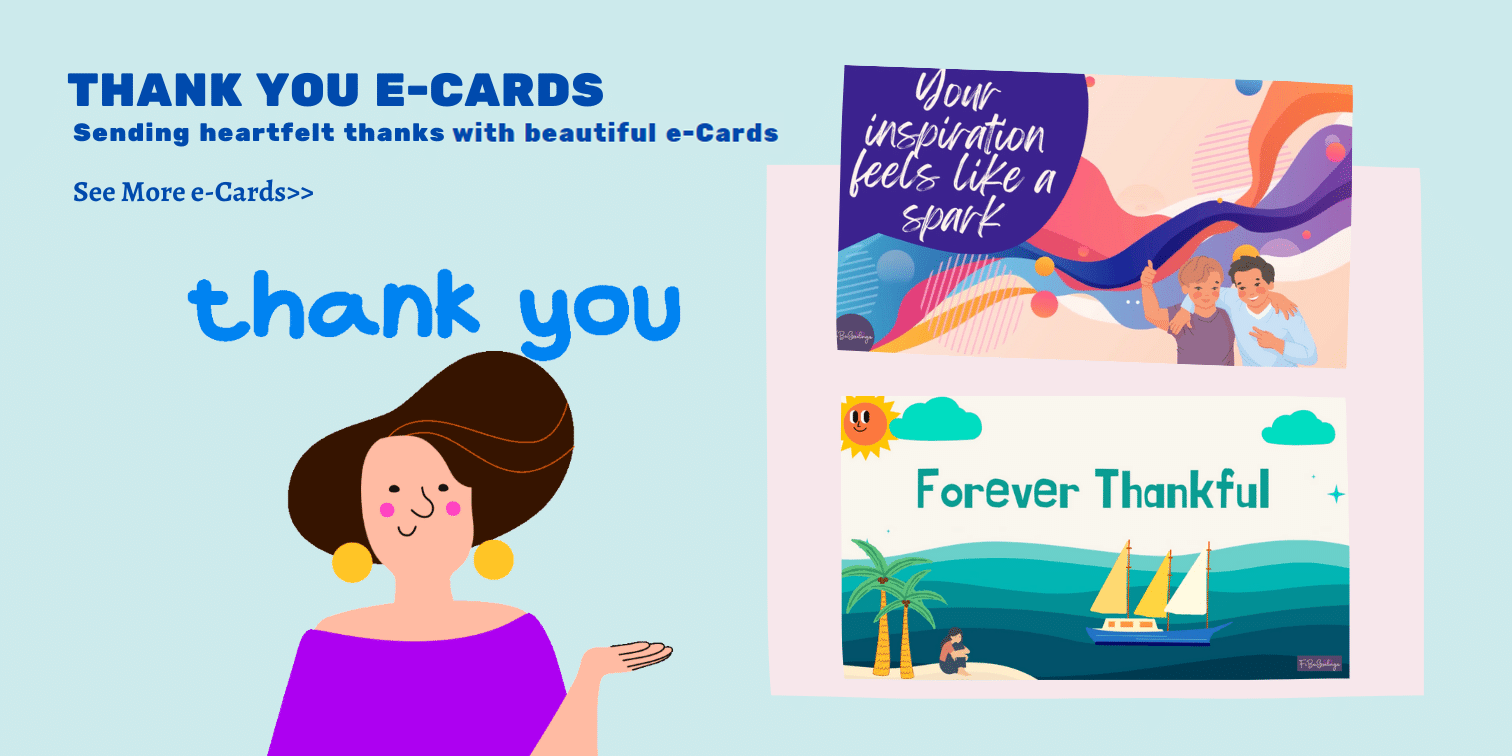 THANK YOU E-CARDS
Sending heartfelt thanks with beautiful e-Cards
See More e-Cards>>
thank you
Your
inspiration
feels like a
spark
Forever Thankful